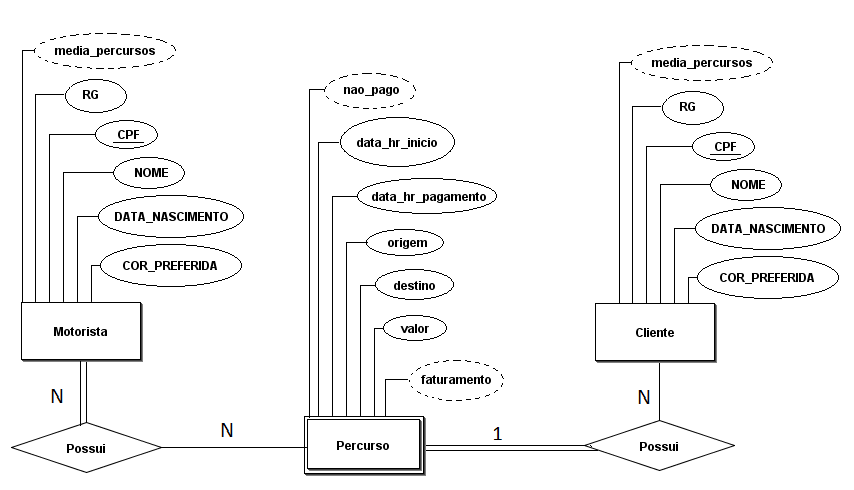 media_percursos
RG
CPF
NOME
DATA_NASCIMENTO
COR_PREFERIDA
Motorista
N
Possui
N
nao_pago
data_hr_inicio
data_hr_pagamento
origem
destino
valor
faturamento
Percurso
1
media_percursos
RG
CPF
NOME
DATA_NASCIMENTO
COR_PREFERIDA
Cliente
N
Possui